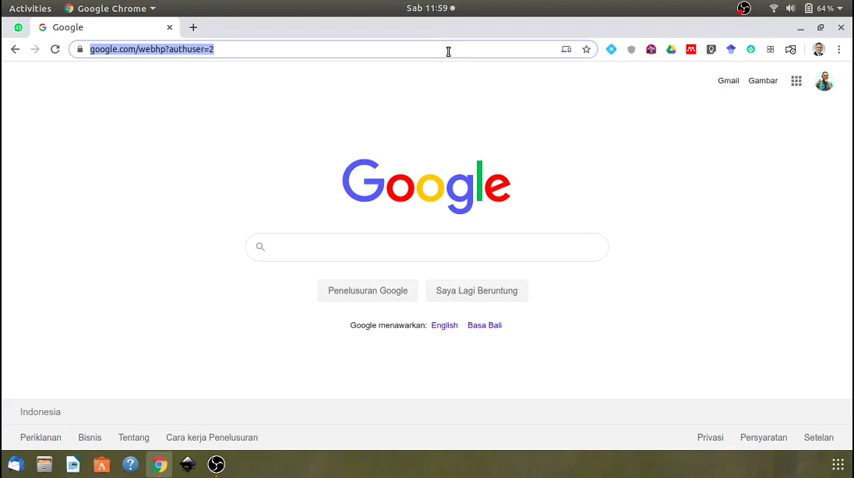 Activities Google Chrome Sab 11:59 64%
Google
google.com/webhp?authuser=2
Gmail Gambar
Google
Penelusuran Google Saya Lagi Beruntung
Google menawarkan: English Basa Bali
Indonesia
Periklanan Bisnis Tentang Cara kerja Penelusuran Privasi Persyaratan Setelan